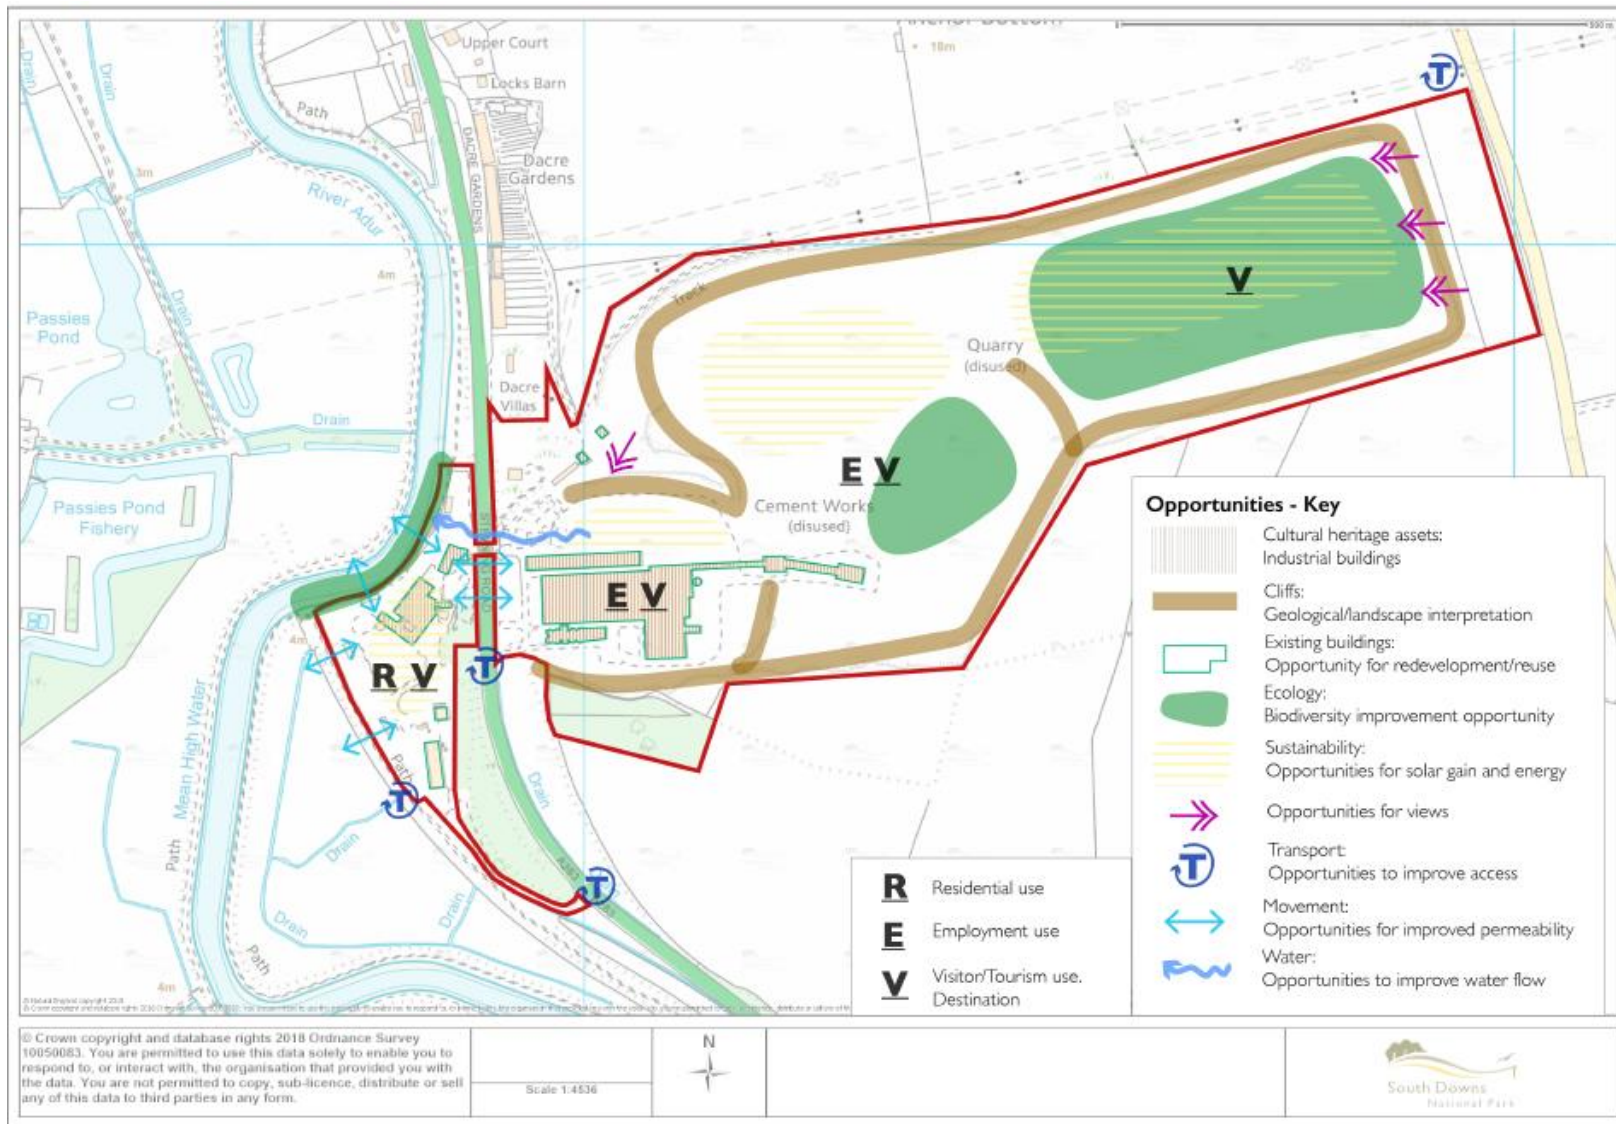 Anchor Bottom
500 m
Upper Court
18m
Drain
Drain
Locks Barn
Path
DACRE GARDENS
Dacre
Gardens
3m
River Adur
4m
Drain
V
Track
Passies
Pond
Quarry
(disused)
Dacre
Villas
Drain
E V
Passies Pond
Fishery
Cement Works
(disused)
E V
4m
R V
Mean High Water
Path
Drain
Path
Drain
Drain
Drain
A283
Path
4m
Opportunities - Key
Cultural heritage assets:
Industrial buildings
Cliffs:
Geological/landscape interpretation
Existing buildings:
Opportunity for redevelopment/reuse
Ecology:
Biodiversity improvement opportunity
Sustainability:
Opportunities for solar gain and energy
Opportunities for views
T
Transport:
Opportunities to improve access
Movement:
Opportunities for improved permeability
Water:
Opportunities to improve water flow
R Residential use
E Employment use
V Visitor/Tourism use.
Destination
© Crown copyright and database rights 2018 Ordnance Survey
10050083. You are permitted to use this data solely to enable you to
respond to, or interact with, the organisation that provided you with
the data. You are not permitted to copy, sub-licence, distribute or sell
any of this data to third parties in any form.
Scale 1:4536
N
South Downs
National Park